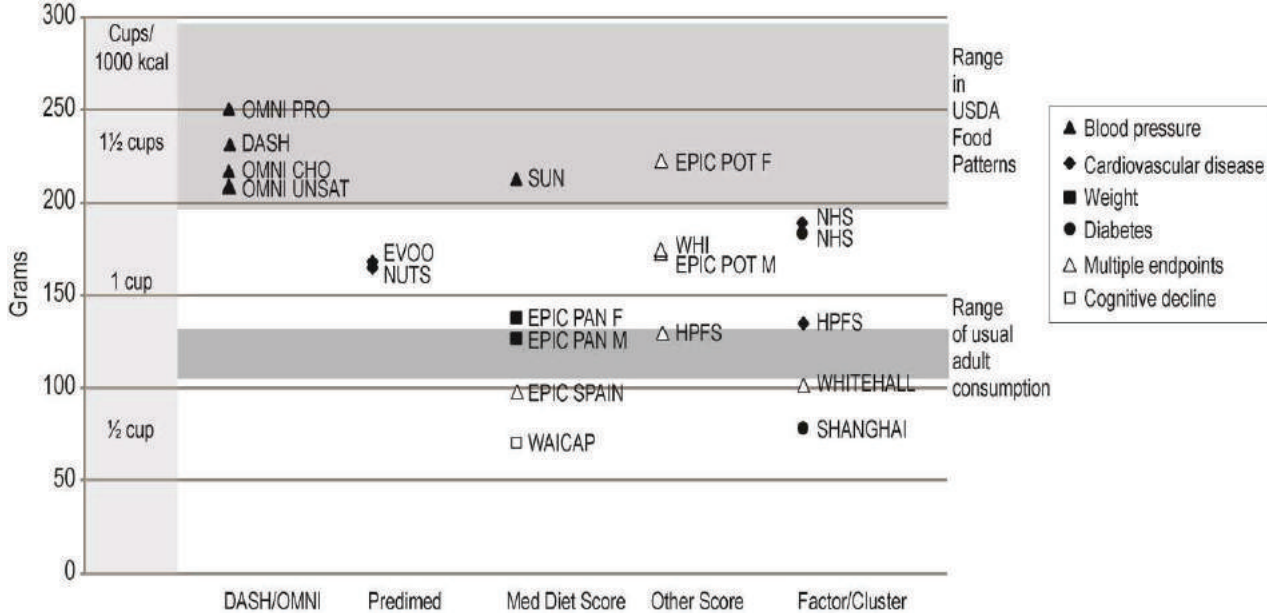 300
Cups/
1000 kcal
Range
in
USDA
Food
Patterns
250
OMNI PRO
1½ cups
DASH
OMNI CHO
OMNI UNSAT
SUN
EPIC POT F
200
NHS
NHS
EVOO
NUTS
WHI
EPIC POT M
1 cup
150
EPIC PAN F
EPIC PAN M
HPFS
HPFS
Range
of usual
adult
consumption
100
EPIC SPAIN
WHITEHALL
½ cup
WAICAP
SHANGHAI
50
0
Grams
DASH/OMNI Predimed Med Diet Score Other Score Factor/Cluster
Blood pressure
Cardiovascular disease
Weight
Diabetes
Multiple endpoints
Cognitive decline